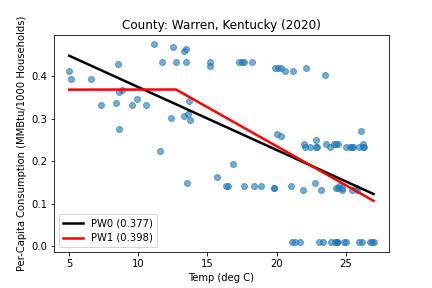 County: Warren, Kentucky (2020)
Per-Capita Consumption (MMBtu/1000 Households)
0.4
0.3
0.2
0.1
0.0
PW0 (0.377)
PW1 (0.398)
5 10 15 20 25
Temp (deg C)